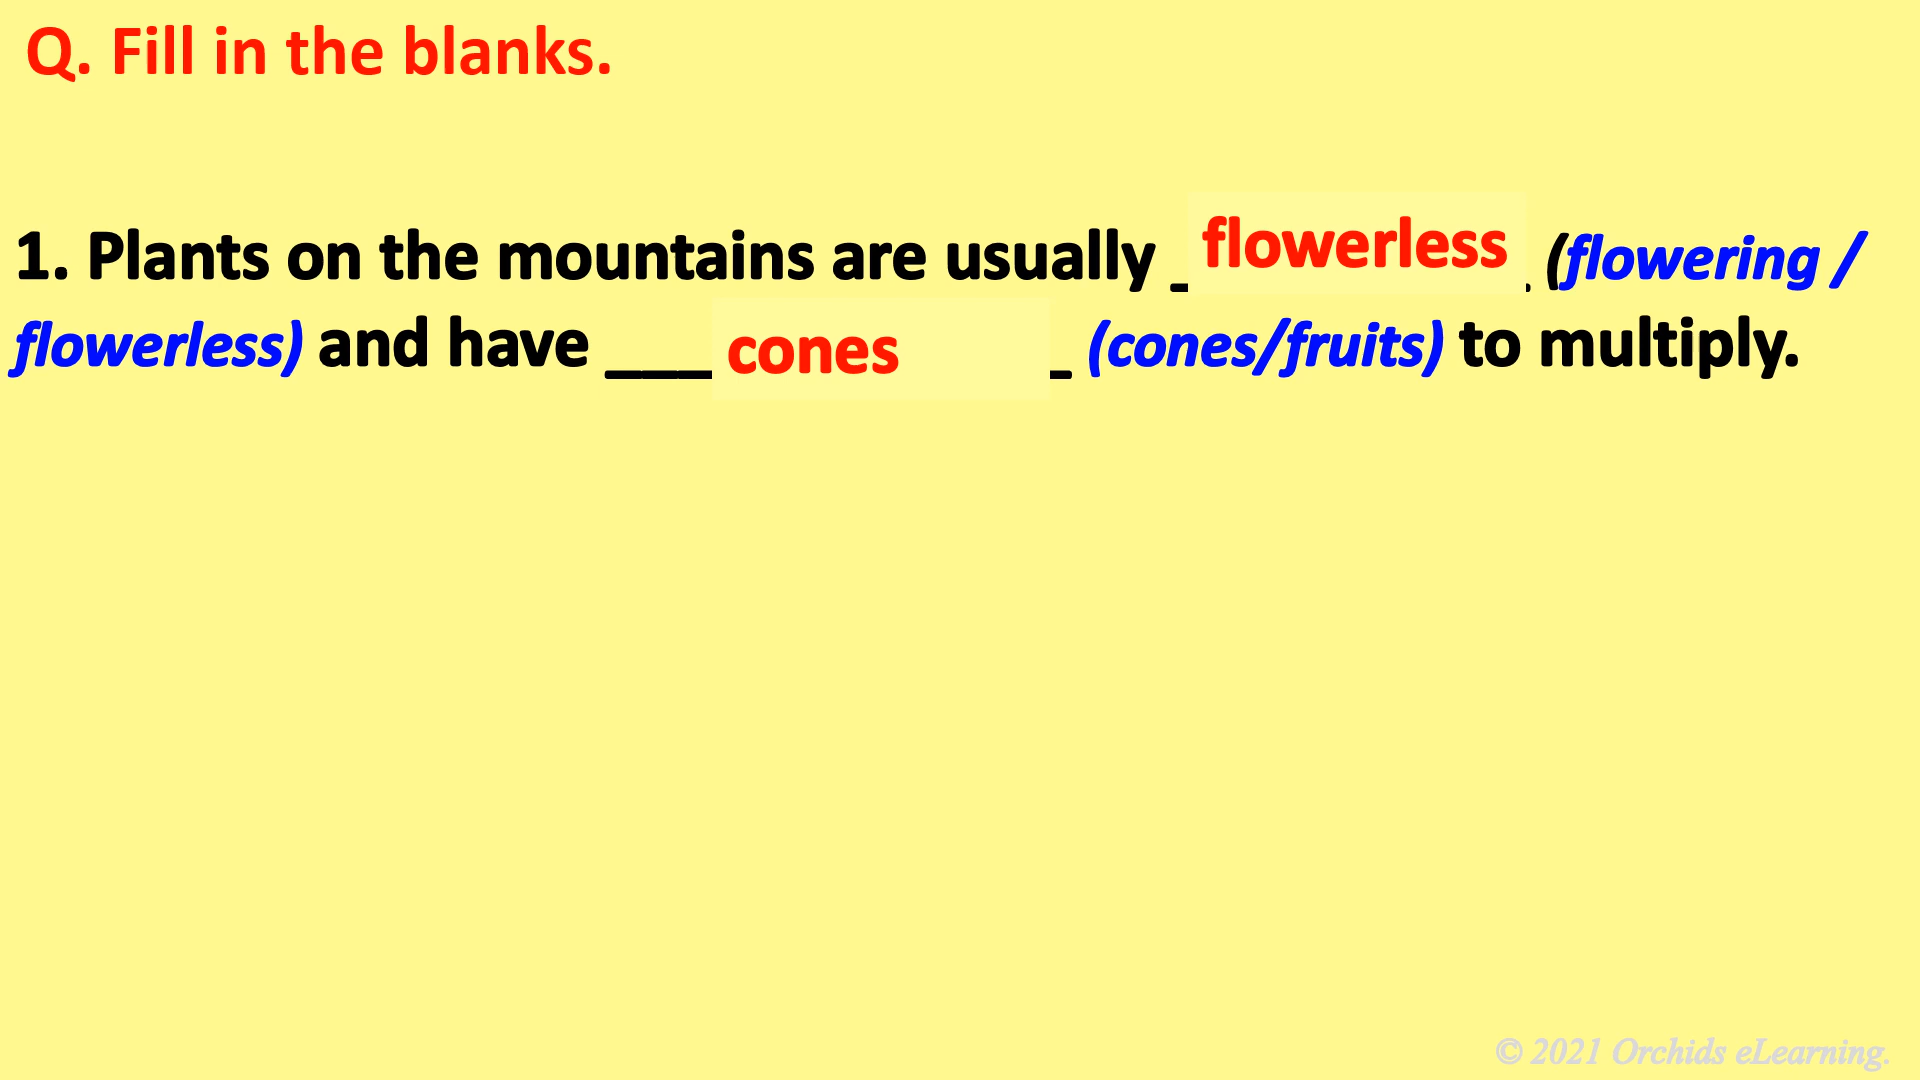 Q. Fill in the blanks.
1. Plants on the mountains are usually _ flowerless _ (flowering /
flowerless) and have ___ cones _ (cones/fruits) to multiply.
© 2021 Orchids eLearning.